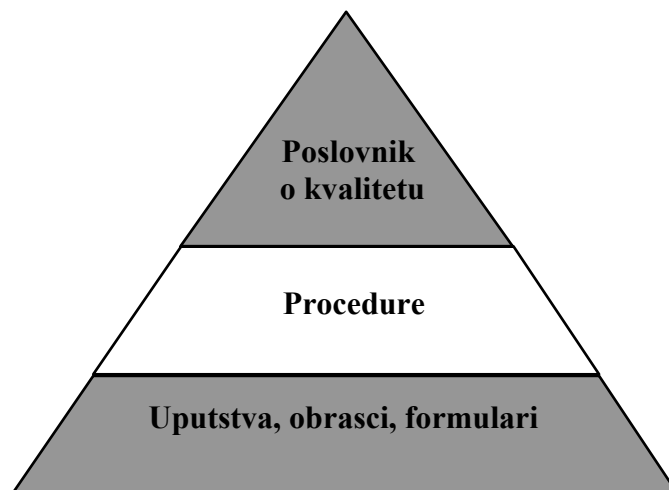 Poslovnik
o kvalitetu
Procedure
Uputstva, obrasci, formulari